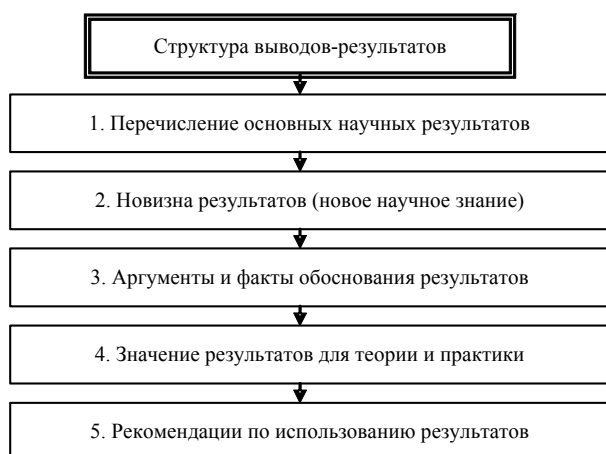 Структура выводов-результатов
1. Перечисление основных научных результатов
2. Новизна результатов (новое научное знание)
3. Аргументы и факты обоснования результатов
4. Значение результатов для теории и практики
5. Рекомендации по использованию результатов